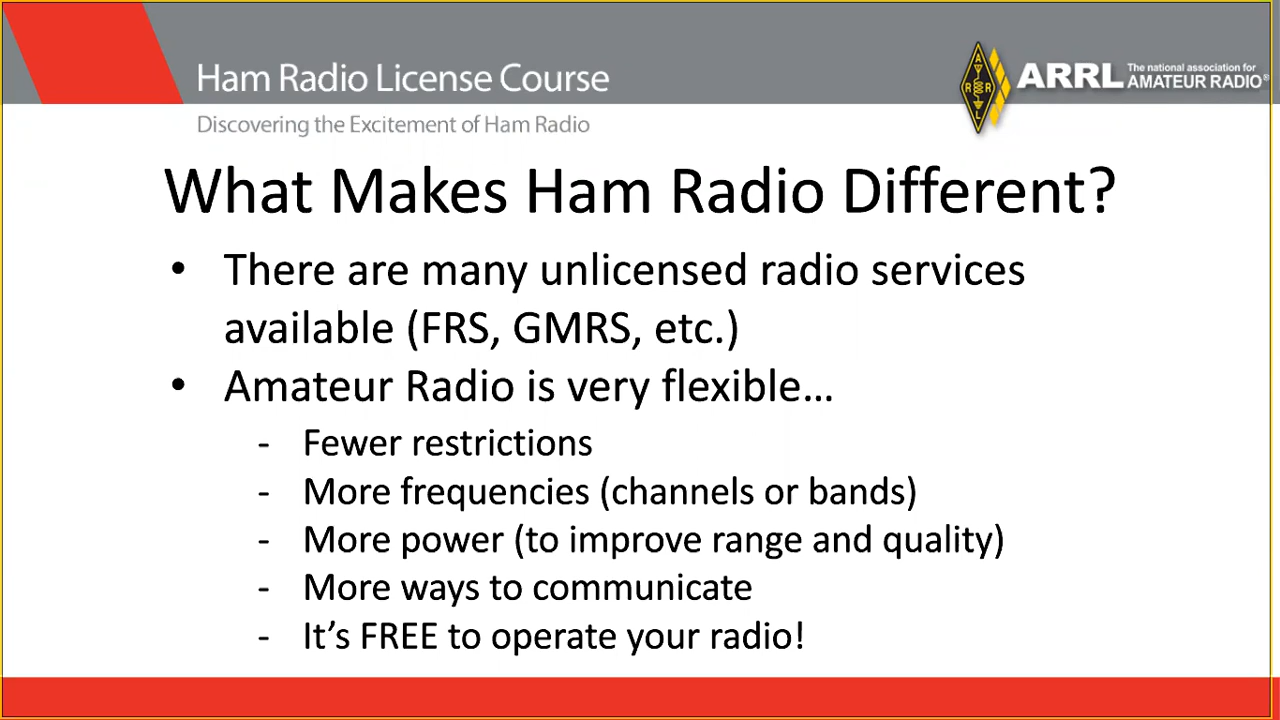 Ham Radio License Course
Discovering the Excitement of Ham Radio
A
R R
L
ARRL
The national association for
AMATEUR RADIO®
What Makes Ham Radio Different?
• There are many unlicensed radio services
available (FRS, GMRS, etc.)
• Amateur Radio is very flexible…
- Fewer restrictions
- More frequencies (channels or bands)
- More power (to improve range and quality)
- More ways to communicate
- It’s FREE to operate your radio!